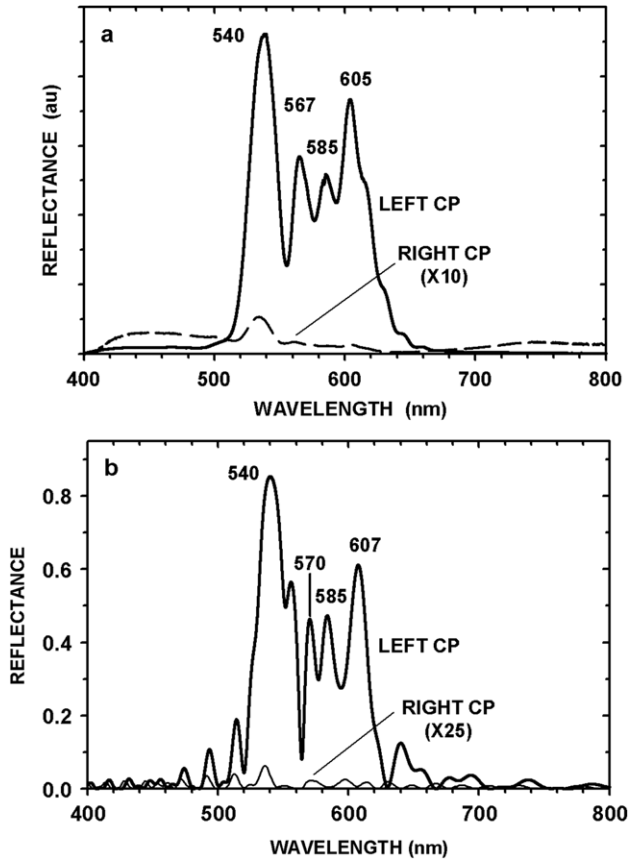 a
540
567
585
605
LEFT CP
RIGHT CP
(X10)
REFLECTANCE (au)
400 500 600 700 800
WAVELENGTH (nm)
b
540
570
585
607
LEFT CP
RIGHT CP
(X25)
REFLECTANCE
0.8
0.6
0.4
0.2
0.0
400 500 600 700 800
WAVELENGTH (nm)